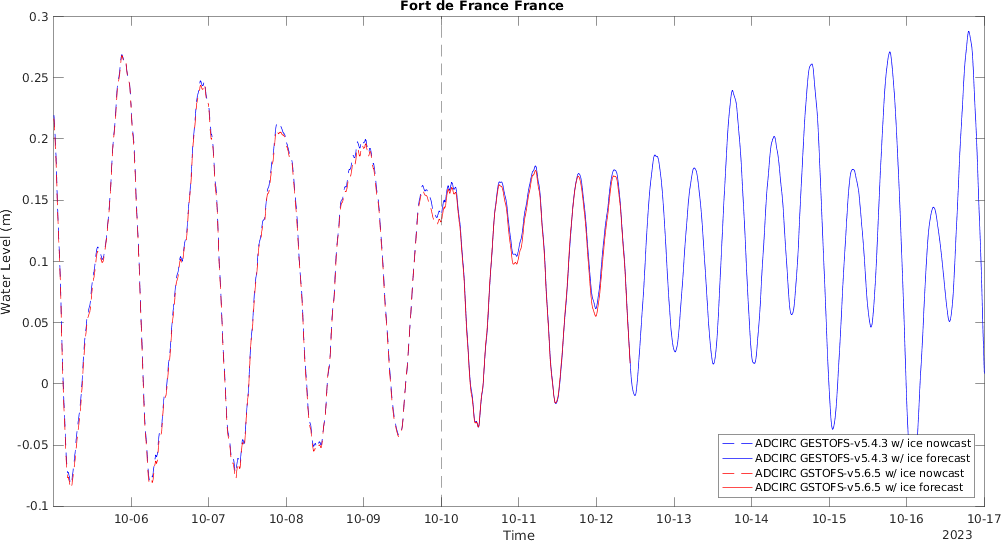 Fort de France France
Water Level (m)
0.3
0.25
0.2
0.15
0.1
0.05
0
-0.05
-0.1
ADCIRC GESTOFS-v5.4.3 w/ ice nowcast
ADCIRC GESTOFS-v5.4.3 w/ ice forecast
ADCIRC GSTOFS-v5.6.5 w/ ice nowcast
ADCIRC GSTOFS-v5.6.5 w/ ice forecast
10-06 10-07 10-08 10-09 10-10 10-11 10-12 10-13 10-14 10-15 10-16 10-17
Time
2023